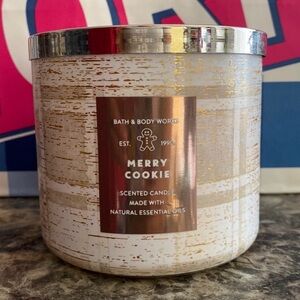 BATH & BODY WORKS
EST. 1990
MERRY
COOKIE
SCENTED CANDLE
MADE WITH
NATURAL ESSENTIAL OILS